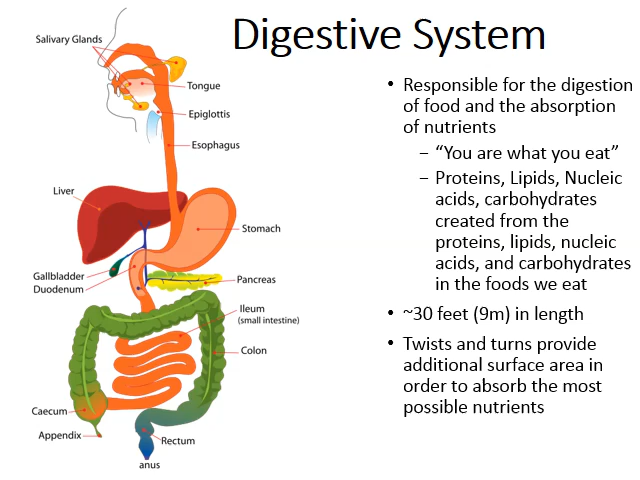 Digestive System
Salivary Glands
Tongue
Epiglottis
Esophagus
Liver
Stomach
Gallbladder
Duodenum
Pancreas
Ileum
(small intestine)
Colon
Caecum
Appendix
Rectum
anus
• Responsible for the digestion
of food and the absorption
of nutrients
– “You are what you eat”
– Proteins, Lipids, Nucleic
acids, carbohydrates
created from the
proteins, lipids, nucleic
acids, and carbohydrates
in the foods we eat
• ~30 feet (9m) in length
• Twists and turns provide
additional surface area in
order to absorb the most
possible nutrients